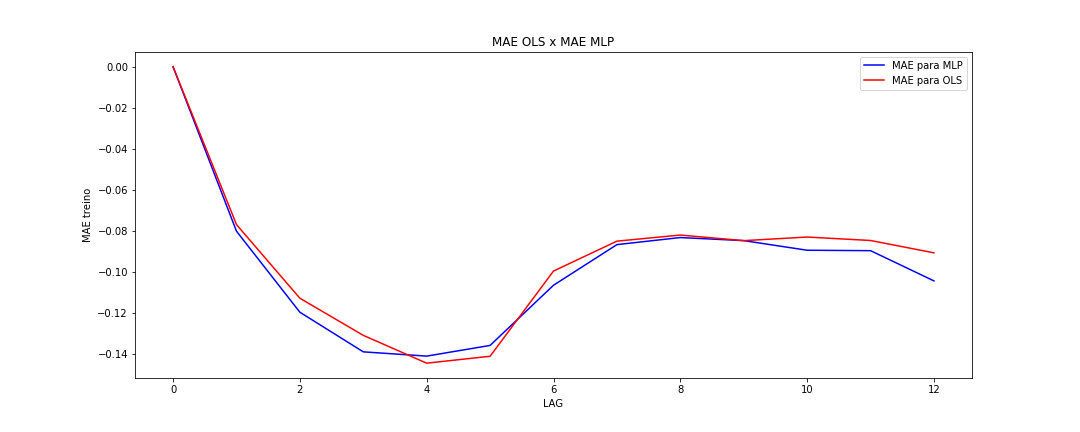 MAE OLS x MAE MLP
MAE para MLP
MAE para OLS
0.00
−0.02
−0.04
−0.06
−0.08
−0.10
−0.12
−0.14
MAE treino
0 2 4 6 8 10 12
LAG